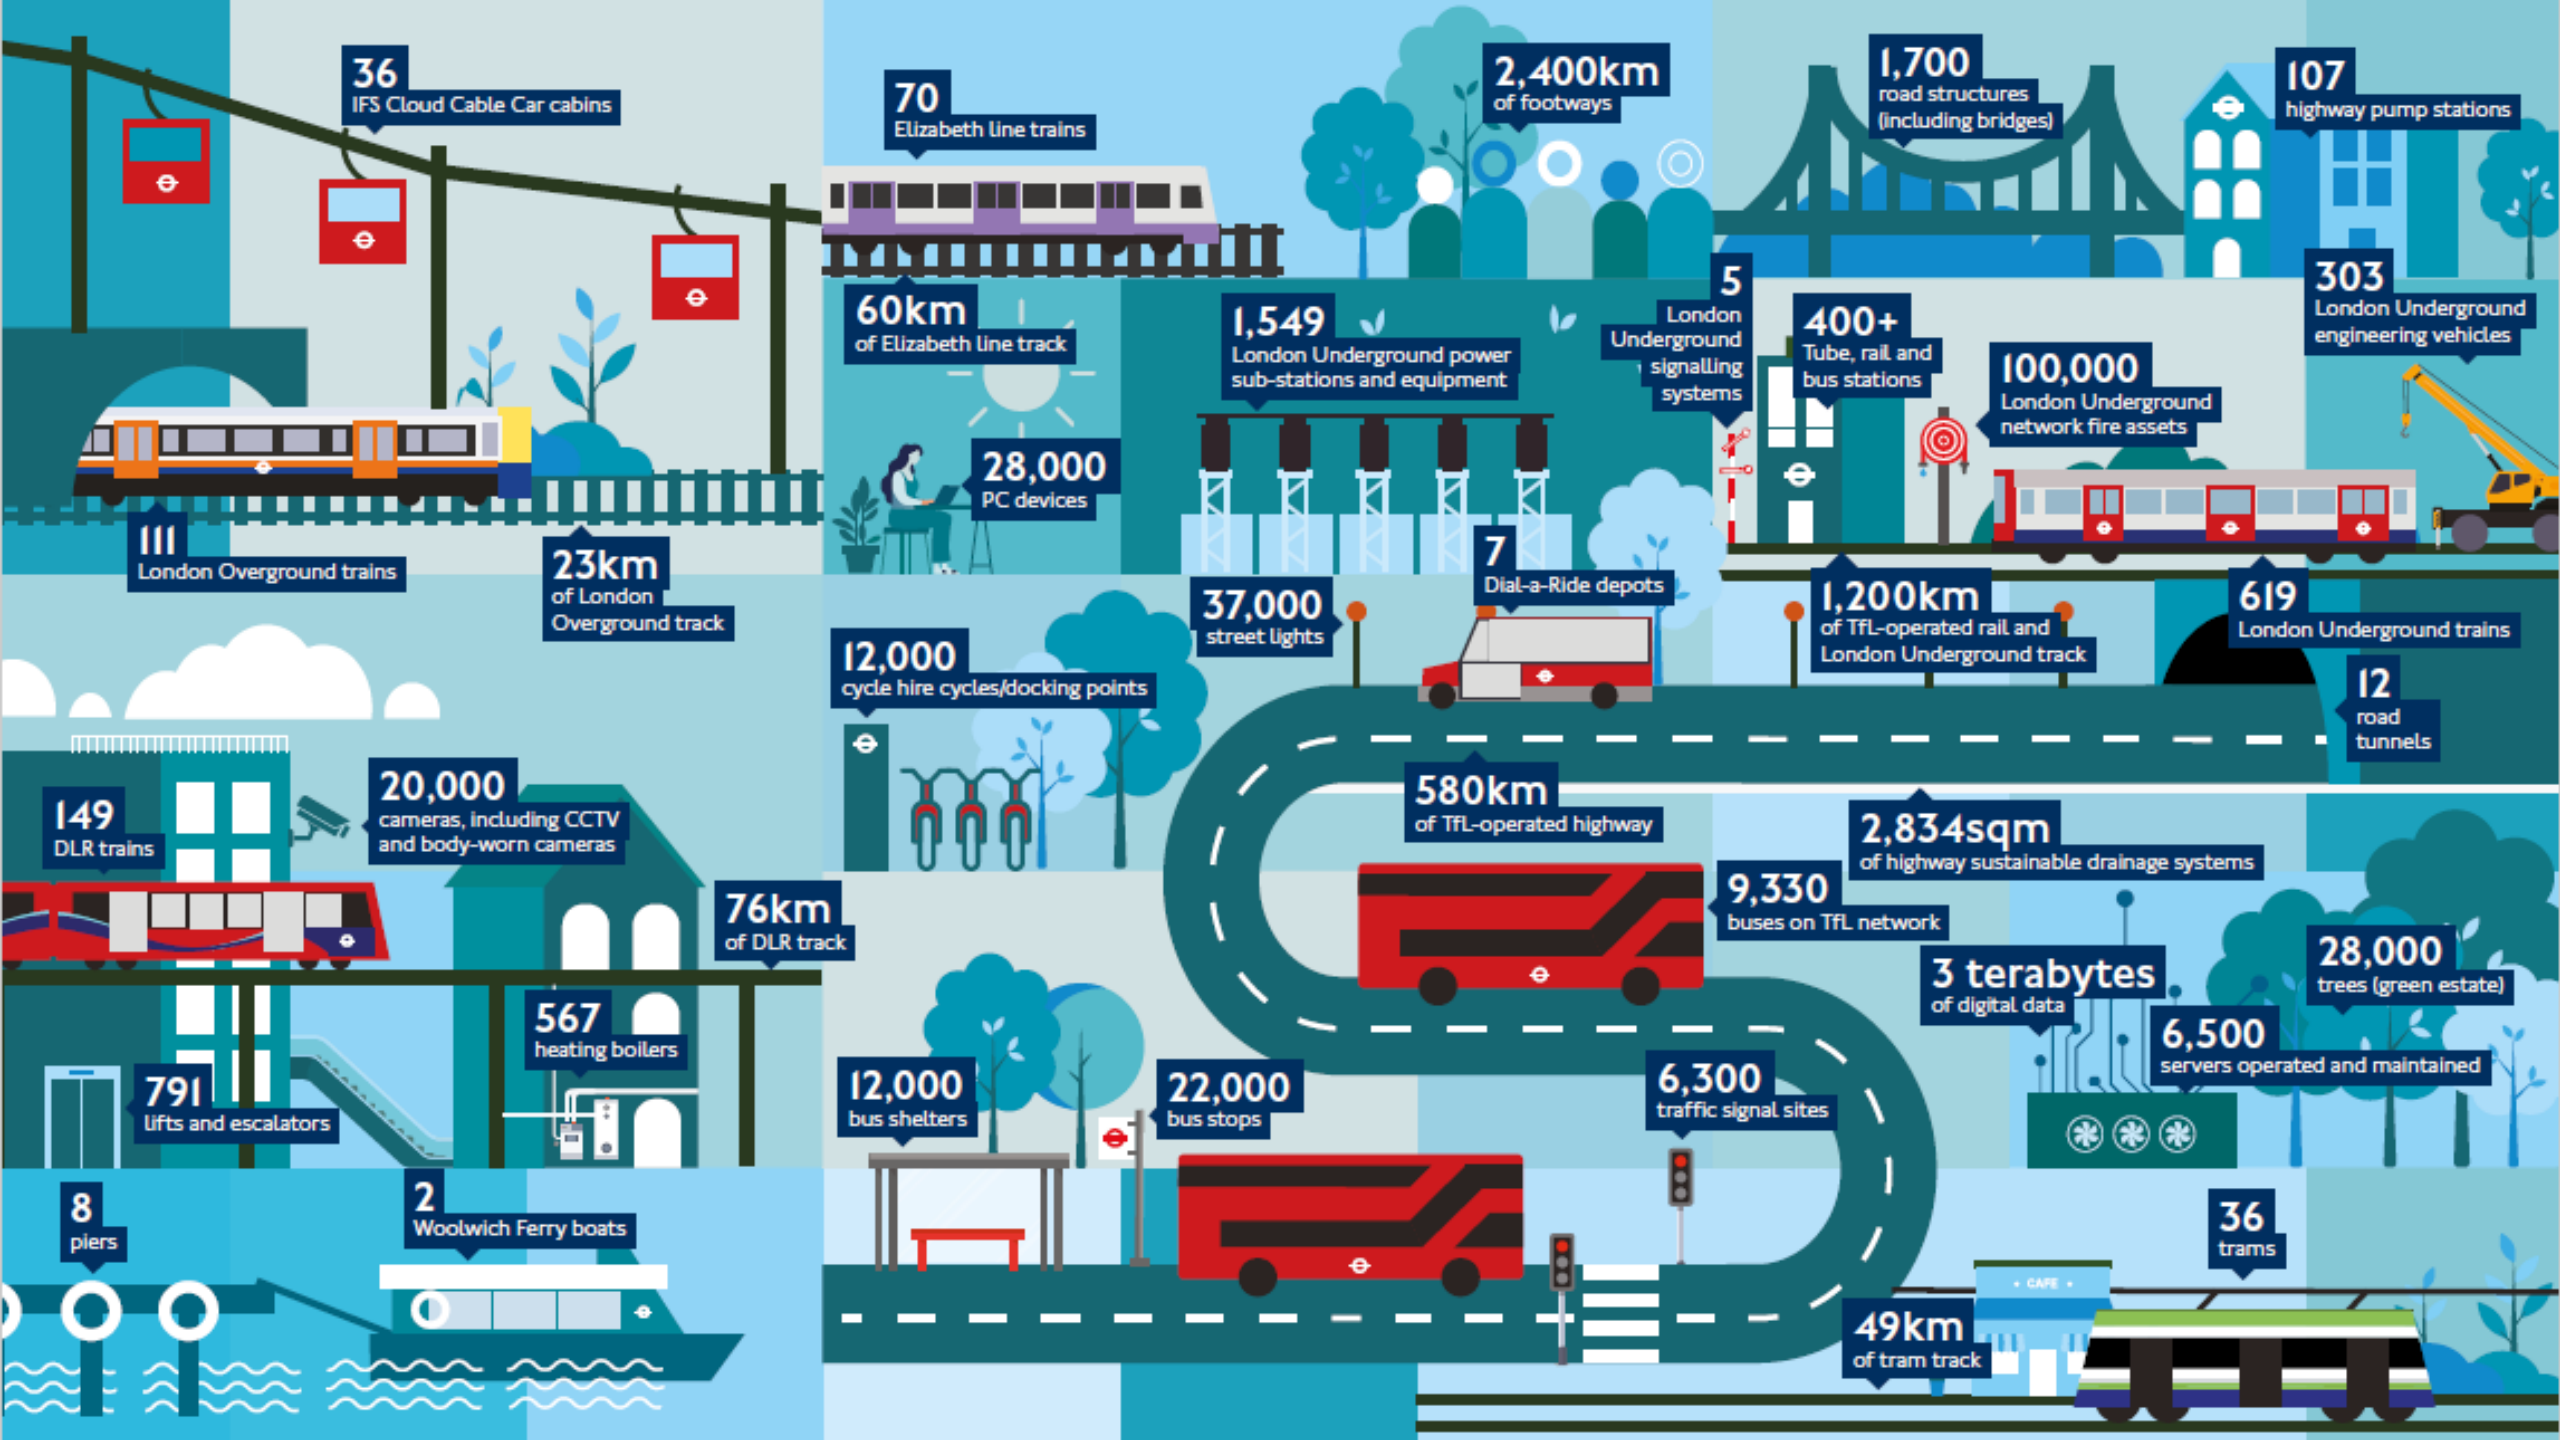 36
IFS Cloud Cable Car cabins
70
Elizabeth line trains
2,400km
of footways
1,700
road structures
(including bridges)
107
highway pump stations
60km
of Elizabeth line track
1,549
London Underground power
sub-stations and equipment
5
London
Underground
signalling
systems
400+
Tube, rail and
bus stations
100,000
London Underground
network fire assets
303
London Underground
engineering vehicles
28,000
PC devices
111
London Overground trains
23km
of London
Overground track
7
Dial-a-Ride depots
37,000
street lights
1,200km
of TfL-operated rail and
London Underground track
619
London Underground trains
12,000
cycle hire cycles/docking points
12
road
tunnels
580km
of TfL-operated highway
149
DLR trains
20,000
cameras, including CCTV
and body-worn cameras
2,834sqm
of highway sustainable drainage systems
76km
of DLR track
9,330
buses on TfL network
3 terabytes
of digital data
28,000
trees (green estate)
567
heating boilers
6,500
servers operated and maintained
791
lifts and escalators
12,000
bus shelters
22,000
bus stops
6,300
traffic signal sites
8
piers
2
Woolwich Ferry boats
36
trams
CAFE
49km
of tram track